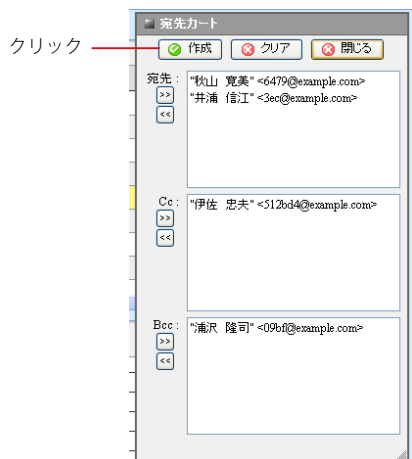 宛先カート
クリック
作成 クリア 閉じる
宛先 : "秋山 寛美" <6479@example.com>
>> "井浦 信江" <3ec@example.com>
<<
Cc : "伊佐 忠夫" <512bd4@example.com>
>>
<<
Bcc : "浦沢 隆司" <09bf@example.com>
>>
<<